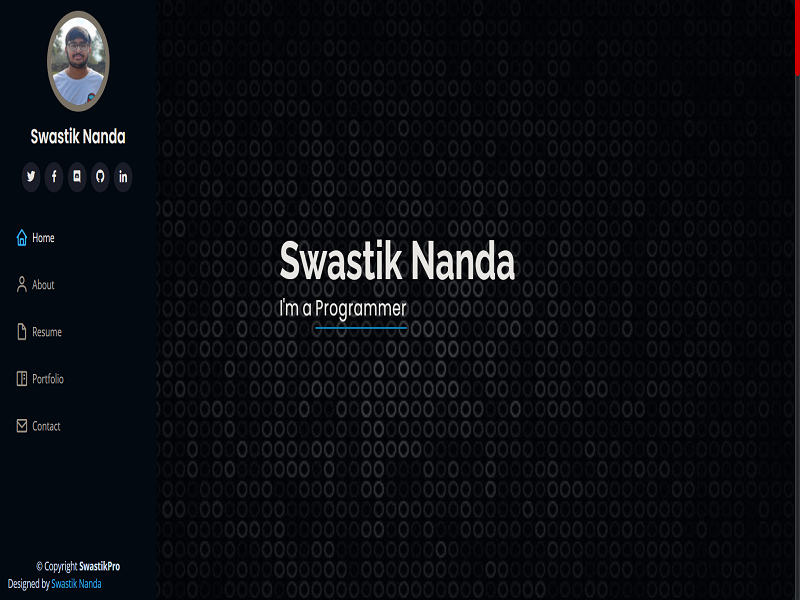 Swastik Nanda
Home
About
Resume
Portfolio
Contact
© Copyright SwastikPro
Designed by Swastik Nanda
Swastik Nanda
I'm a Programmer